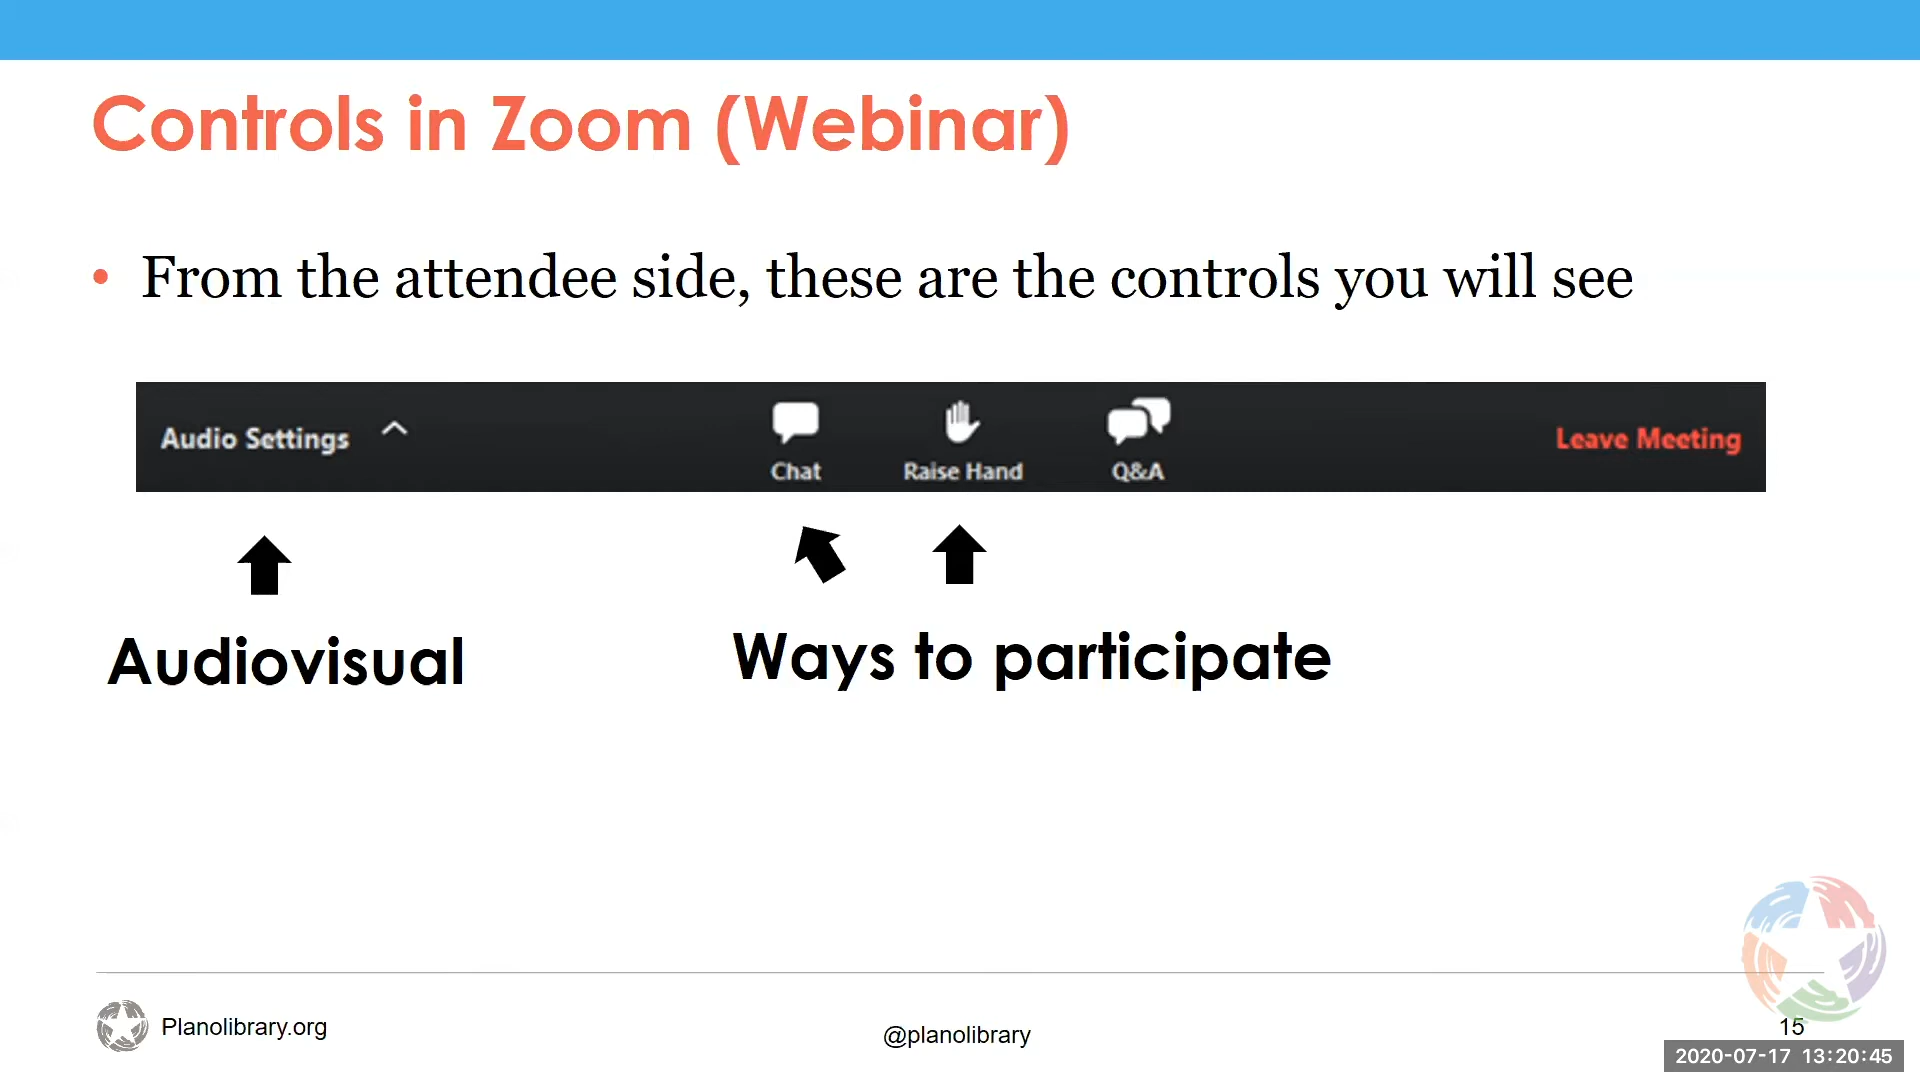 Controls in Zoom (Webinar)
• From the attendee side, these are the controls you will see
Audio Settings
Chat
Raise Hand
Q&A
Leave Meeting
Audiovisual
Ways to participate
Planolibrary.org
@planolibrary
15
2020-07-17 13:20:45